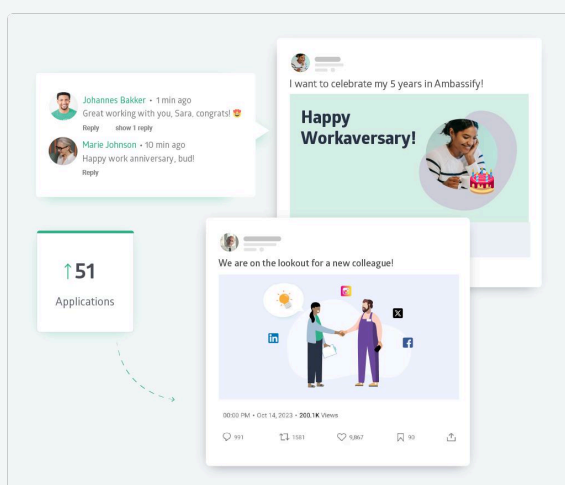 I want to celebrate my 5 years in Ambassify!
Happy
Workaversary!
Johannes Bakker • 1 min ago
Great working with you, Sara, congrats! 😍
Reply show 1 reply
Marie Johnson • 10 min ago
Happy work anniversary, bud!
Reply
↑51
Applications
We are on the lookout for a new colleague!
in
X
f
00:00 PM • Oct 14, 2023 • 200.1K Views
991 1561 9,867 90